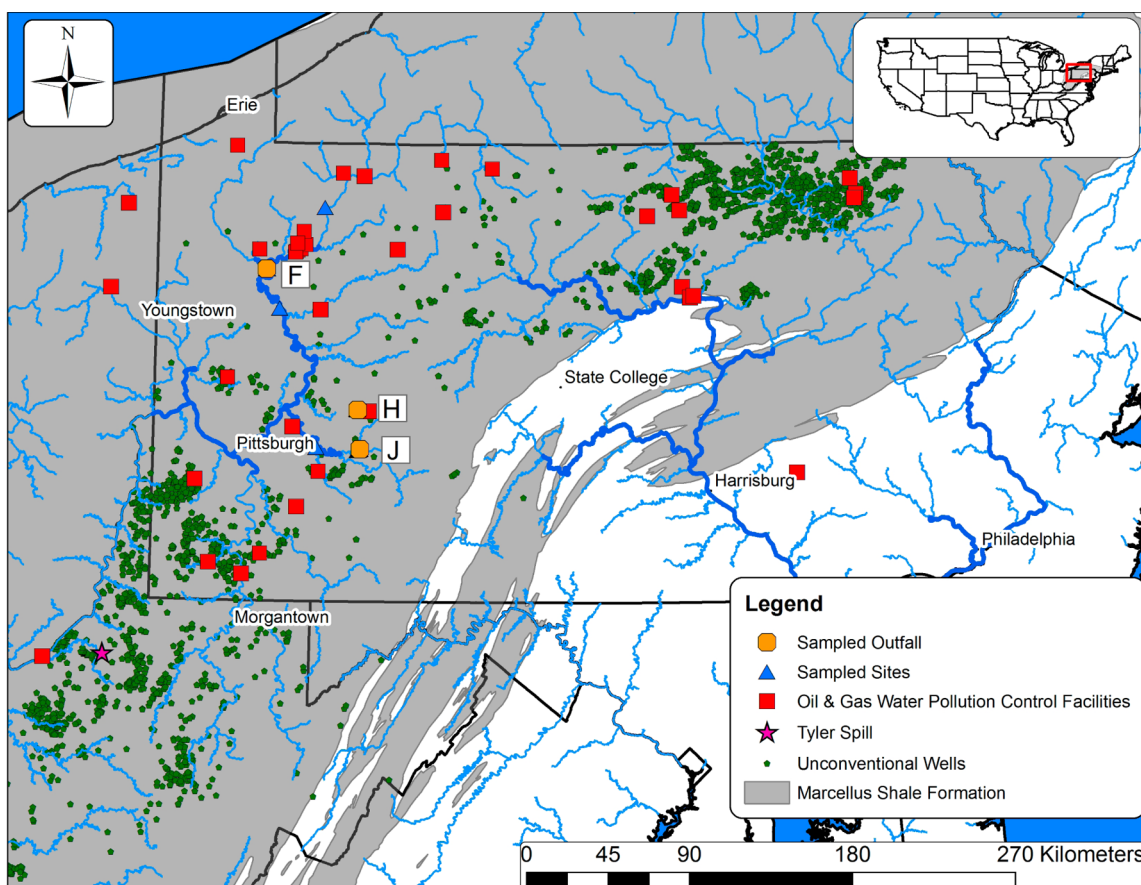 N
Erie
F
Youngstown
State College
H
Pittsburgh
J
Harrisburg
Philadelphia
Morgantown
Legend
Sampled Outfall
Sampled Sites
Oil & Gas Water Pollution Control Facilities
Tyler Spill
Unconventional Wells
Marcellus Shale Formation
0 45 90 180 270 Kilometers